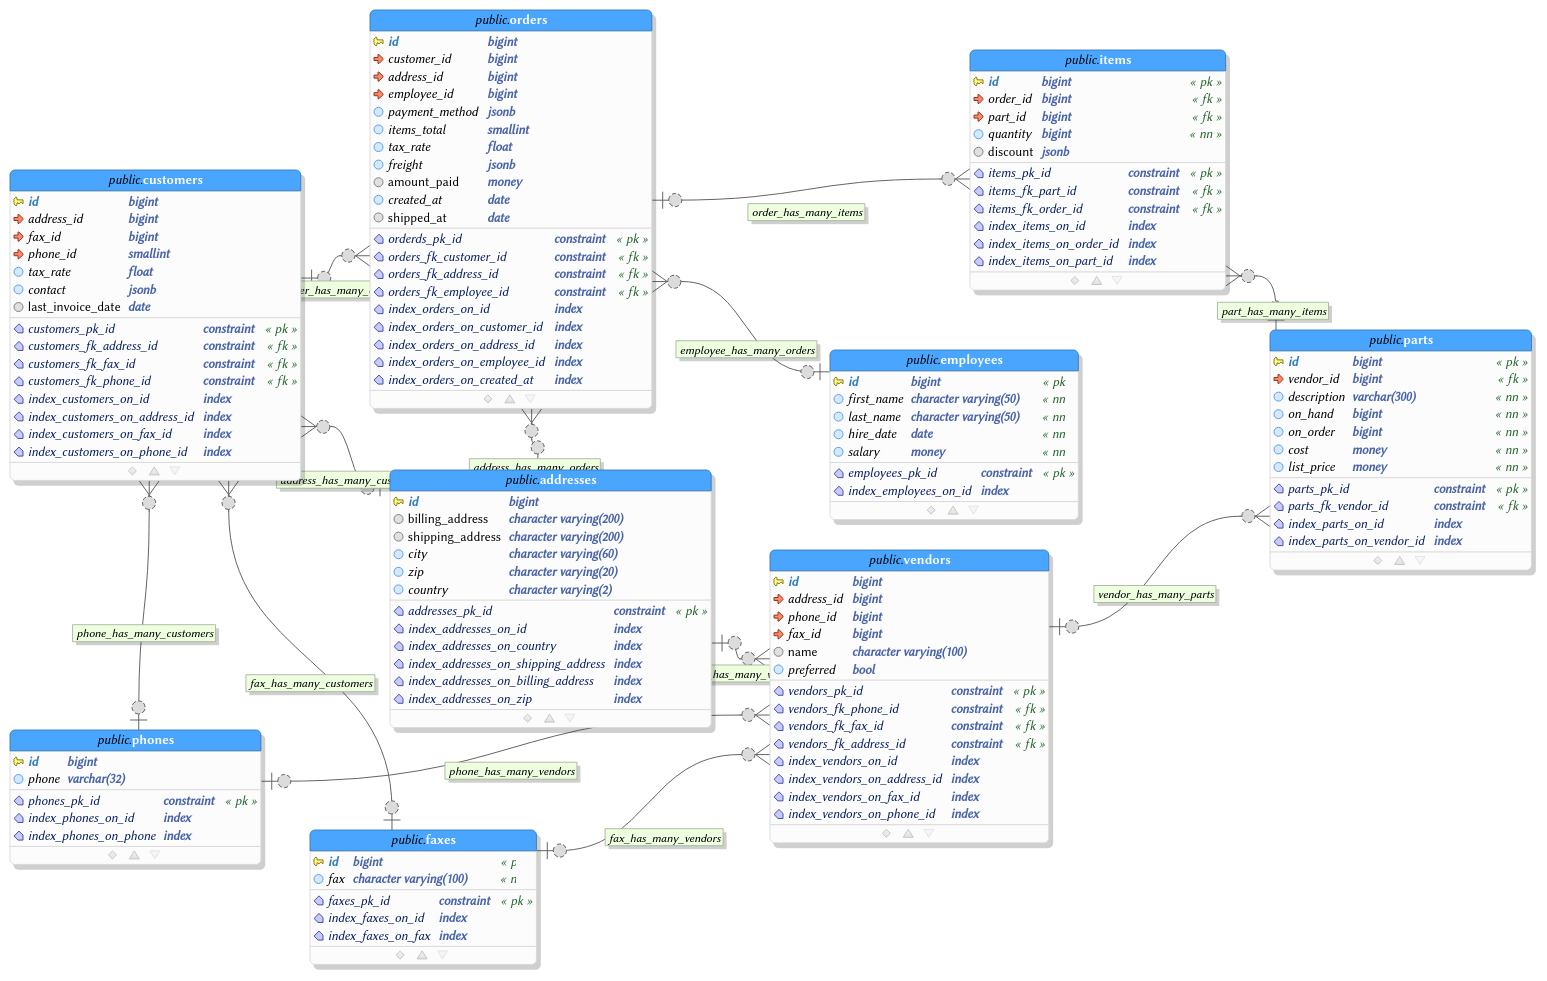 public.orders
id bigint
customer_id bigint
address_id bigint
employee_id bigint
payment_method jsonb
items_total smallint
tax_rate float
freight jsonb
amount_paid money
created_at date
shipped_at date
orderds_pk_id constraint « pk »
orders_fk_customer_id constraint « fk »
orders_fk_address_id constraint « fk »
orders_fk_employee_id constraint « fk »
index_orders_on_id index
index_orders_on_customer_id index
index_orders_on_address_id index
index_orders_on_employee_id index
index_orders_on_created_at index
public.items
id bigint « pk »
order_id bigint « fk »
part_id bigint « fk »
quantity bigint « nn »
discount jsonb
items_pk_id constraint « pk »
items_fk_part_id constraint « fk »
items_fk_order_id constraint « fk »
index_items_on_id index
index_items_on_order_id index
index_items_on_part_id index
order_has_many_items
public.customers
id bigint
address_id bigint
fax_id bigint
phone_id smallint
tax_rate float
contact jsonb
last_invoice_date date
customers_pk_id constraint « pk »
customers_fk_address_id constraint « fk »
customers_fk_fax_id constraint « fk »
customers_fk_phone_id constraint « fk »
index_customers_on_id index
index_customers_on_address_id index
index_customers_on_fax_id index
index_customers_on_phone_id index
er_has_many_
part_has_many_items
employee_has_many_orders
public.employees
id bigint « pk
first_name character varying(50) « nn
last_name character varying(50) « nn
hire_date date « nn
salary money « nn
employees_pk_id constraint « pk »
index_employees_on_id index
public.parts
id bigint « pk »
vendor_id bigint « fk »
description varchar(300) « nn »
on_hand bigint « nn »
on_order bigint « nn »
cost money « nn »
list_price money « nn »
parts_pk_id constraint « pk »
parts_fk_vendor_id constraint « fk »
index_parts_on_id index
index_parts_on_vendor_id index
address_has_many_orders
address_has_many_cus
public.addresses
id bigint
billing_address character varying(200)
shipping_address character varying(200)
city character varying(60)
zip character varying(20)
country character varying(2)
addresses_pk_id constraint « pk »
index_addresses_on_id index
index_addresses_on_country index
index_addresses_on_shipping_address index
index_addresses_on_billing_address index
index_addresses_on_zip index
public.vendors
id bigint
address_id bigint
phone_id bigint
fax_id bigint
name character varying(100)
preferred bool
vendors_pk_id constraint « pk »
vendors_fk_phone_id constraint « fk »
vendors_fk_fax_id constraint « fk »
vendors_fk_address_id constraint « fk »
index_vendors_on_id index
index_vendors_on_address_id index
index_vendors_on_fax_id index
index_vendors_on_phone_id index
vendor_has_many_parts
phone_has_many_customers
has_many_v
fax_has_many_customers
public.phones
id bigint
phone varchar(32)
phones_pk_id constraint « pk »
index_phones_on_id index
index_phones_on_phone index
phone_has_many_vendors
fax_has_many_vendors
public.faxes
id bigint « p
fax character varying(100) « n
faxes_pk_id constraint « pk »
index_faxes_on_id index
index_faxes_on_fax index